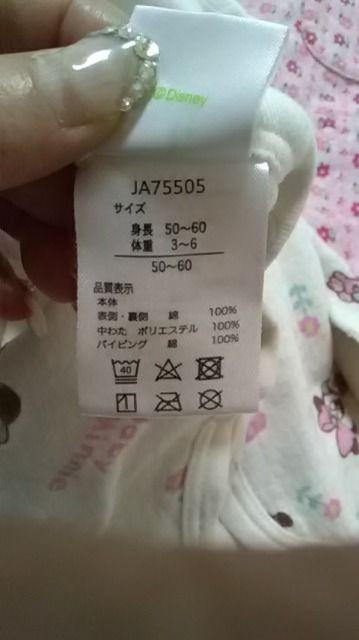 ©Disney
JA75505
サイズ
身長 50～60
体重 3～6
50～60
品質表示
本体
表側・裏側 綿 100%
中わた ポリエステル 100%
パイピング 綿 100%
40
Baby
Minnie